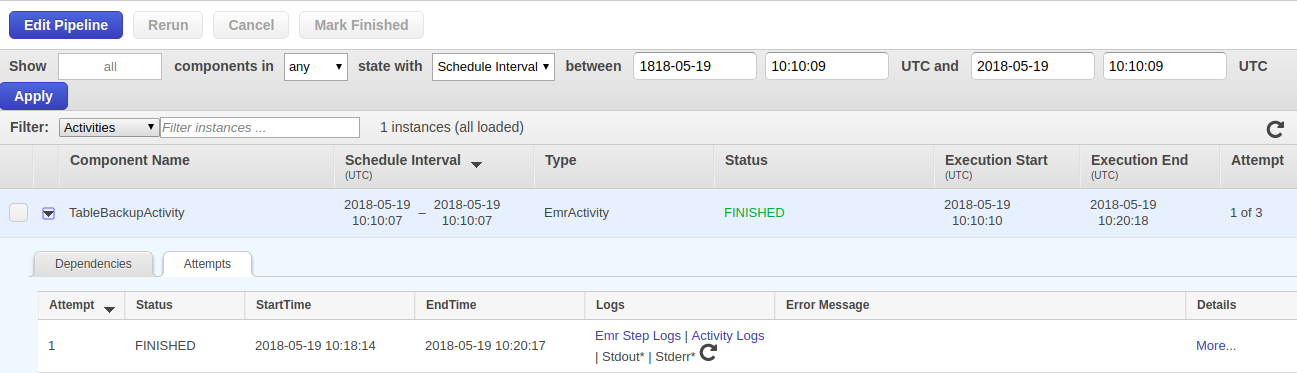 Edit Pipeline Rerun Cancel Mark Finished
Show all components in any state with Schedule Interval between 1818-05-19 10:10:09 UTC and 2018-05-19 10:10:09 UTC
Apply
Filter: Activities Filter instances ... 1 instances (all loaded)
Component Name Schedule Interval Type Status Execution Start Execution End Attempt
(UTC) (UTC) (UTC)
2018-05-19 2018-05-19 2018-05-19 2018-05-19
TableBackupActivity – EmrActivity FINISHED 1 of 3
10:10:07 10:10:07 10:10:10 10:20:18
Dependencies Attempts
Attempt Status StartTime EndTime Logs Error Message Details
Emr Step Logs | Activity Logs
1 FINISHED 2018-05-19 10:18:14 2018-05-19 10:20:17 More...
| Stdout* | Stderr*